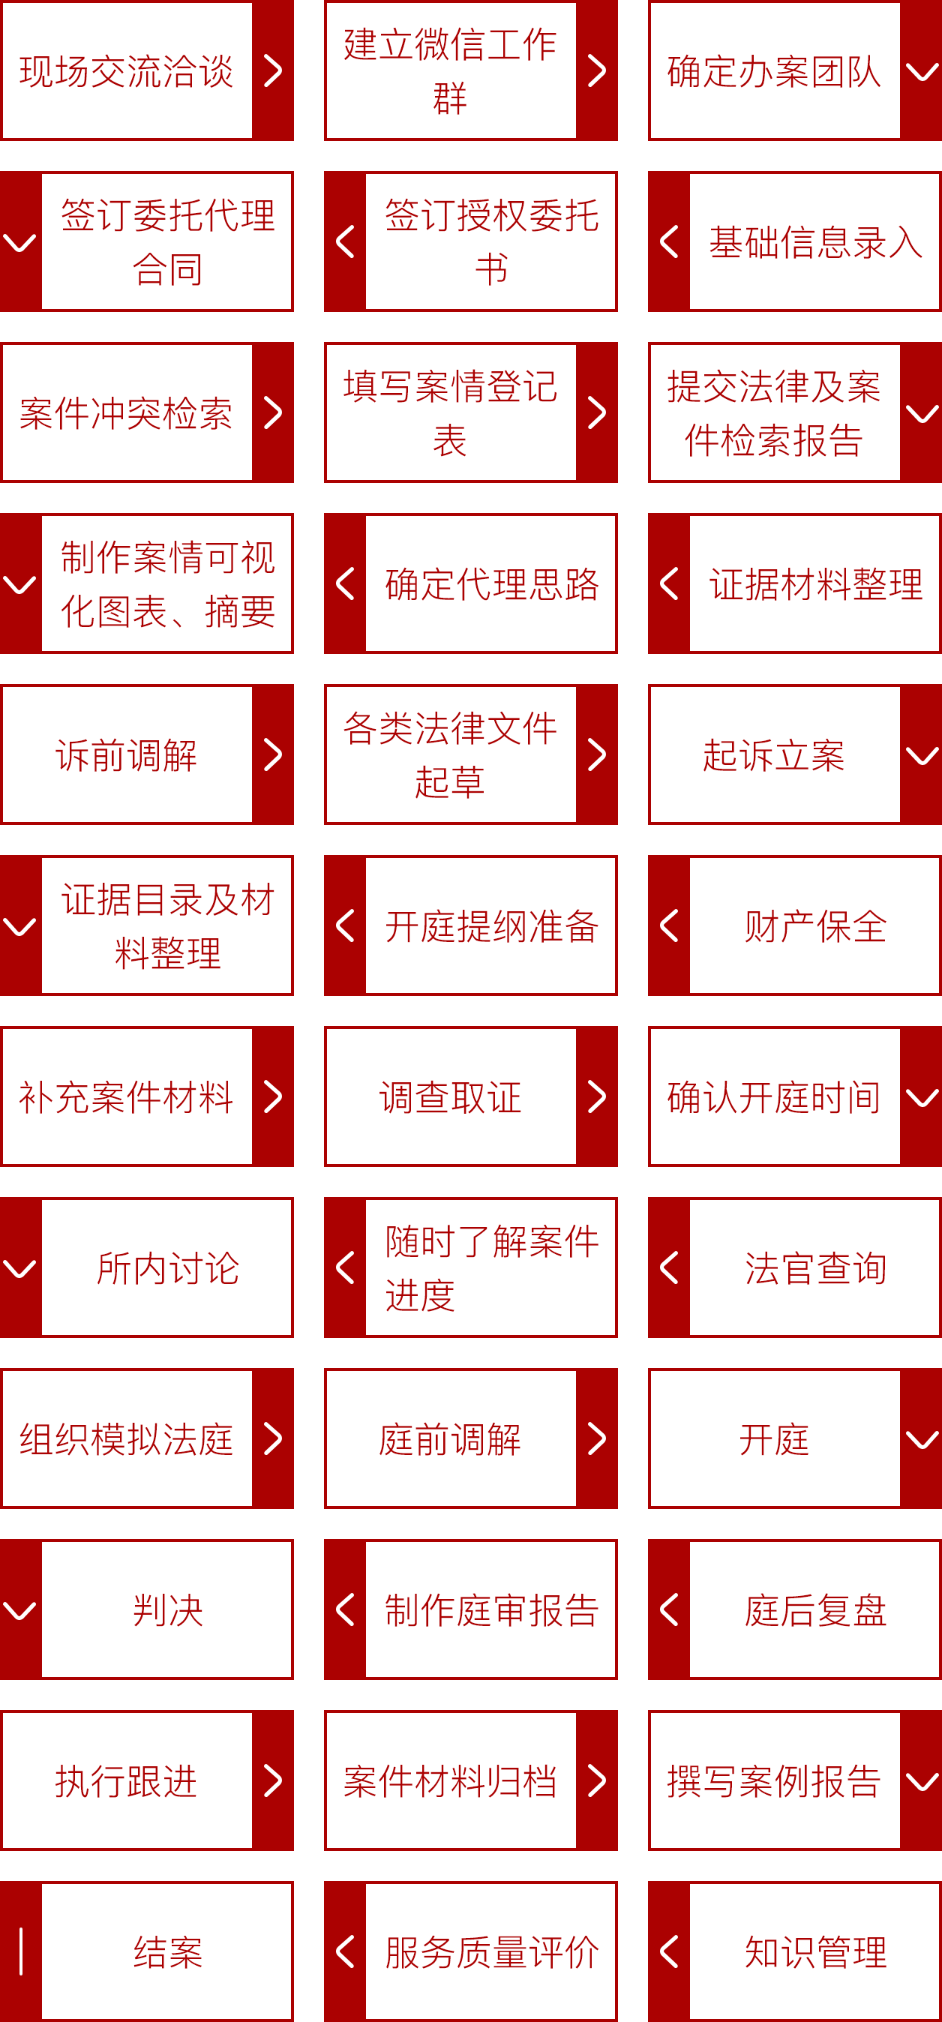 现场交流洽谈
建立微信工作
群
确定办案团队
签订委托代理
合同
签订授权委托
书
基础信息录入
案件冲突检索
填写案情登记
表
提交法律及案
件检索报告
制作案情可视
化图表、摘要
确定代理思路
证据材料整理
诉前调解
各类法律文件
起草
起诉立案
证据目录及材
料整理
开庭提纲准备
财产保全
补充案件材料
调查取证
确认开庭时间
所内讨论
随时了解案件
进度
法官查询
组织模拟法庭
庭前调解
开庭
判决
制作庭审报告
庭后复盘
执行跟进
案件材料归档
撰写案例报告
结案
服务质量评价
知识管理